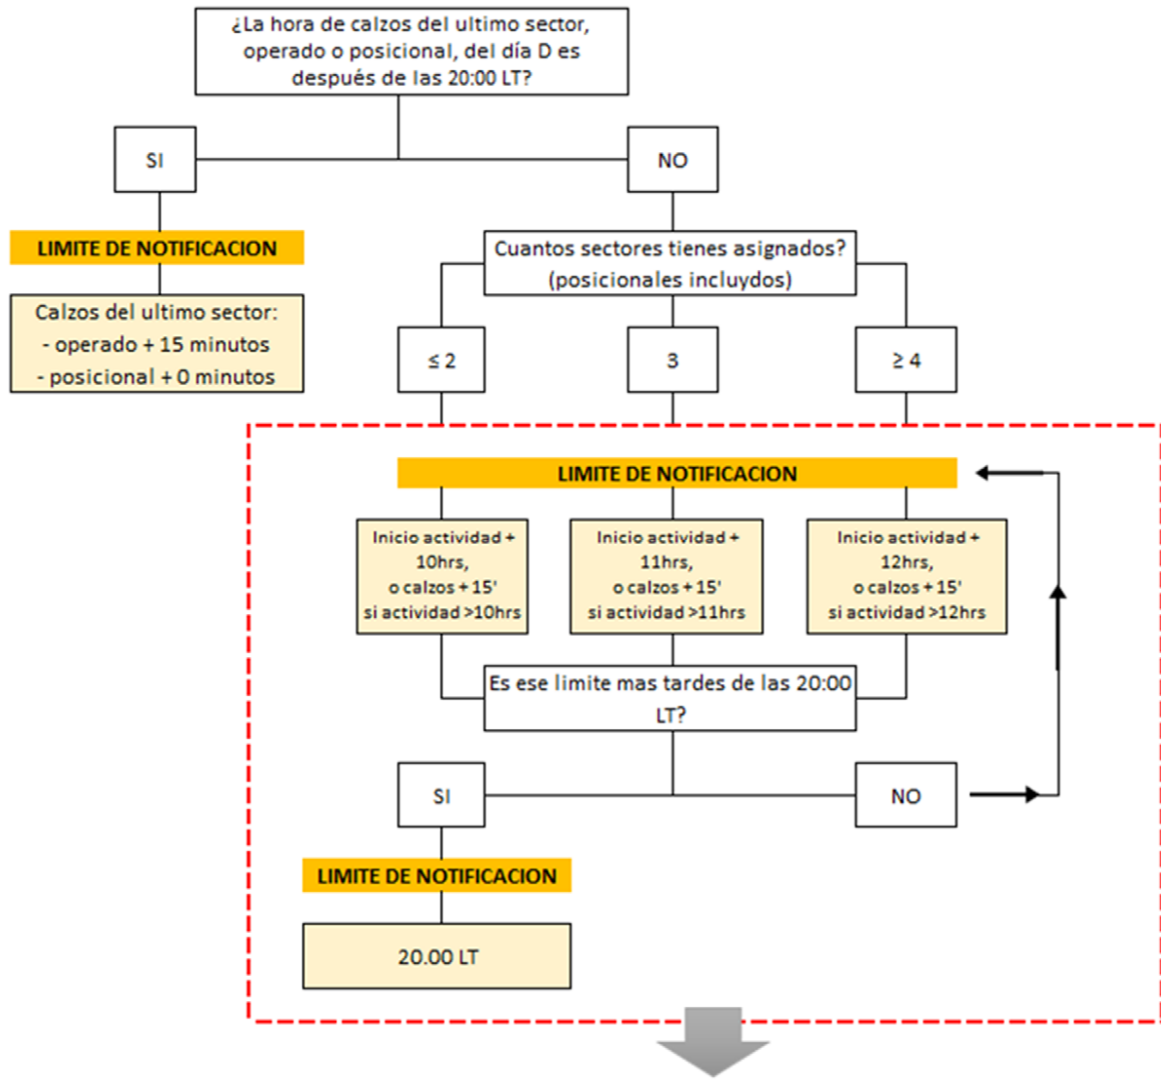 ¿La hora de calzos del ultimo sector,
operado o posicional, del día D es
después de las 20:00 LT?
SI
NO
LIMITE DE NOTIFICACION
Calzos del ultimo sector:
- operado + 15 minutos
- posicional + 0 minutos
Cuantos sectores tienes asignados?
(posicionales incluydos)
≤ 2
3
≥ 4
LIMITE DE NOTIFICACION
Inicio actividad +
10hrs,
o calzos + 15'
si actividad >10hrs
Inicio actividad +
11hrs,
o calzos + 15'
si actividad >11hrs
Inicio actividad +
12hrs,
o calzos + 15'
si actividad >12hrs
Es ese limite mas tardes de las 20:00
LT?
SI
NO
LIMITE DE NOTIFICACION
20.00 LT